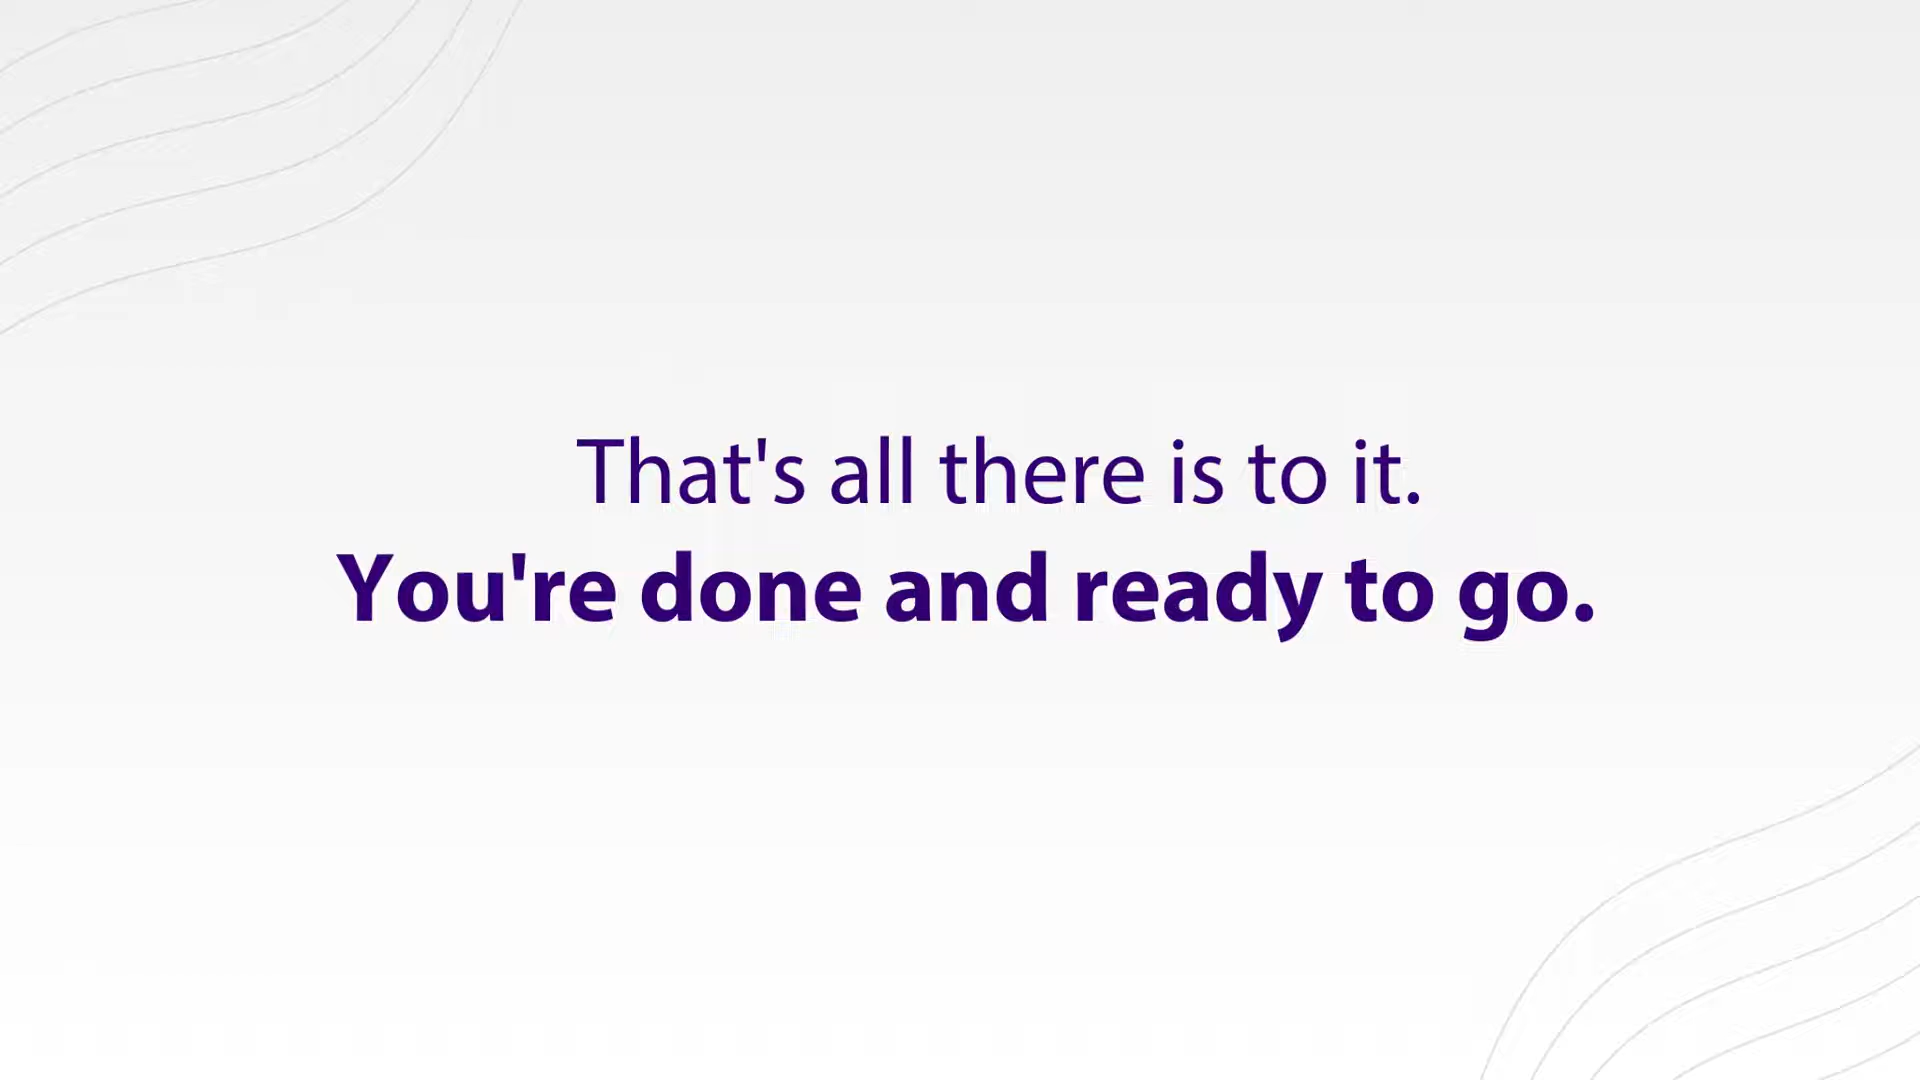 That's all there is to it.
You're done and ready to go.